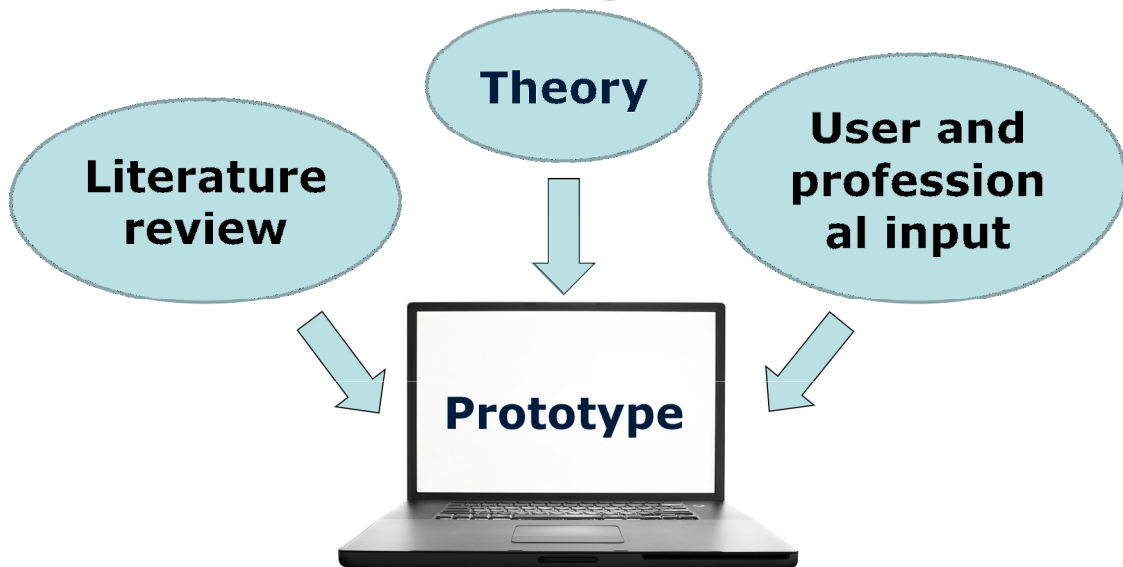 Theory
Literature
review
User and
profession
al input
Prototype